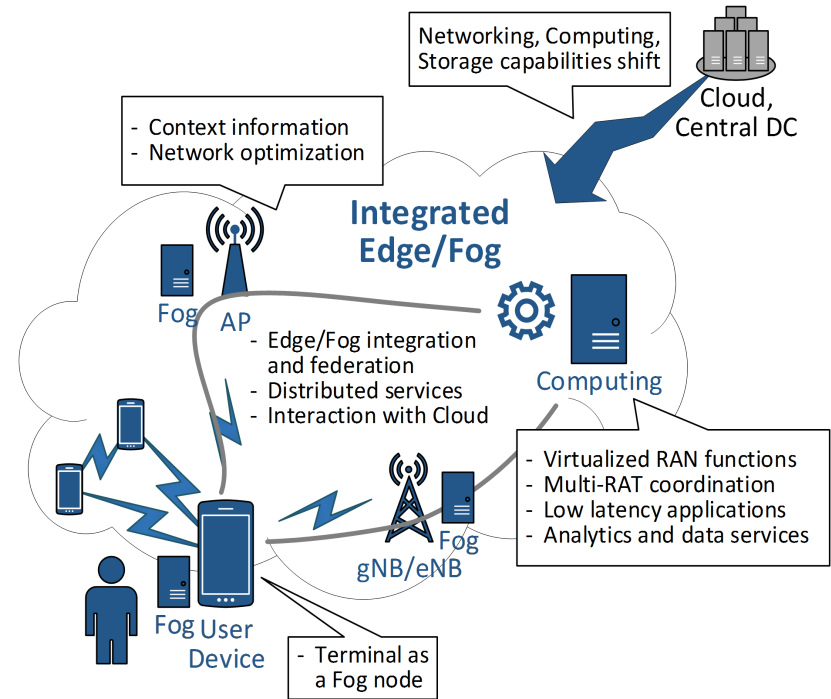 Networking, Computing,
Storage capabilities shift
Cloud,
Central DC
- Context information
- Network optimization
Integrated
Edge/Fog
Fog
AP
- Edge/Fog integration
and federation
- Distributed services
- Interaction with Cloud
Computing
- Virtualized RAN functions
- Multi-RAT coordination
- Low latency applications
- Analytics and data services
Fog
gNB/eNB
Fog
User
Device
- Terminal as
a Fog node